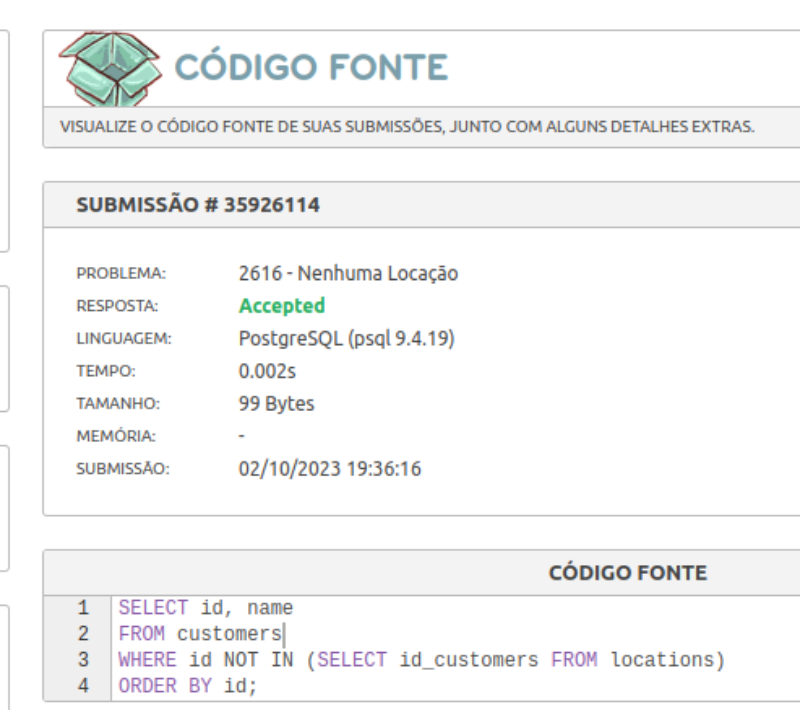 CÓDIGO FONTE
VISUALIZE O CÓDIGO FONTE DE SUAS SUBMISSÕES, JUNTO COM ALGUNS DETALHES EXTRAS.
SUBMISSÃO # 35926114
PROBLEMA: 2616 - Nenhuma Locação
RESPOSTA: Accepted
LINGUAGEM: PostgreSQL (psql 9.4.19)
TEMPO: 0.002s
TAMANHO: 99 Bytes
MEMÓRIA: -
SUBMISSÃO: 02/10/2023 19:36:16
CÓDIGO FONTE
1 SELECT id, name
2 FROM customers
3 WHERE id NOT IN (SELECT id_customers FROM locations)
4 ORDER BY id;